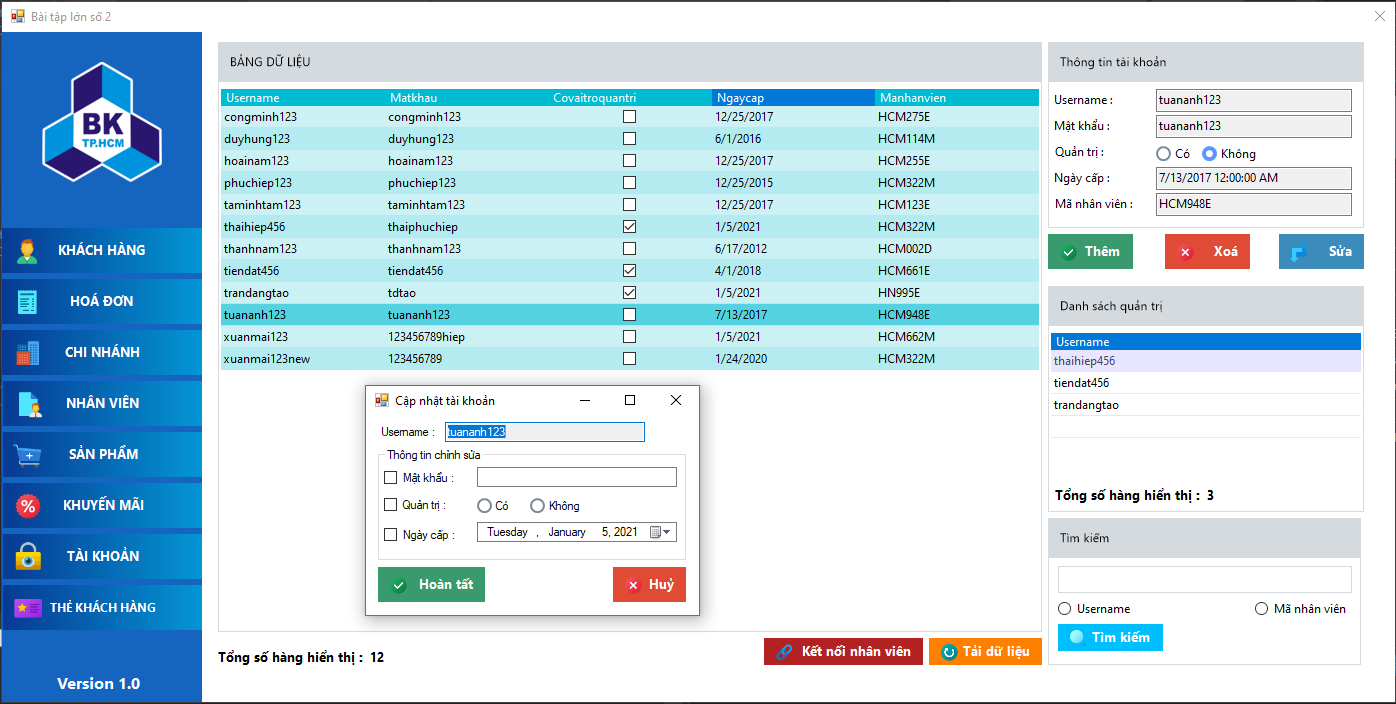 Bài tập lớn số 2
BK
TP.HCM
KHÁCH HÀNG
HOÁ ĐƠN
CHI NHÁNH
NHÂN VIÊN
SẢN PHẨM
KHUYẾN MÃI
TÀI KHOẢN
THẺ KHÁCH HÀNG
Version 1.0
BẢNG DỮ LIỆU
Username Matkhau Covaitroquantri Ngaycap Manhanvien
congminh123 congminh123 12/25/2017 HCM275E
duyhung123 duyhung123 6/1/2016 HCM114M
hoainam123 hoainam123 12/25/2017 HCM255E
phuchiep123 phuchiep123 12/25/2015 HCM322M
taminhtam123 taminhtam123 12/25/2017 HCM123E
thaihiep456 thaiphuchiep 1/5/2021 HCM322M
thanhnam123 thanhnam123 6/17/2012 HCM002D
tiendat456 tiendat456 4/1/2018 HCM661E
trandangtao tdtao 1/5/2021 HN995E
tuananh123 tuananh123 7/13/2017 HCM948E
xuanmai123 123456789hiep 1/5/2021 HCM662M
xuanmai123new 123456789 1/24/2020 HCM322M
Cập nhật tài khoản
Username : tuananh123
Thông tin chỉnh sửa
Mật khẩu :
Quản trị : Có Không
Ngày cấp : Tuesday , January 5, 2021
Hoàn tất Huỷ
Tổng số hàng hiển thị : 12
Kết nối nhân viên Tải dữ liệu
Thông tin tài khoản
Username : tuananh123
Mật khẩu : tuananh123
Quản trị : Có Không
Ngày cấp : 7/13/2017 12:00:00 AM
Mã nhân viên : HCM948E
Thêm Xoá Sửa
Danh sách quản trị
Username
thaihiep456
tiendat456
trandangtao
Tổng số hàng hiển thị : 3
Tìm kiếm
Username Mã nhân viên
Tìm kiếm